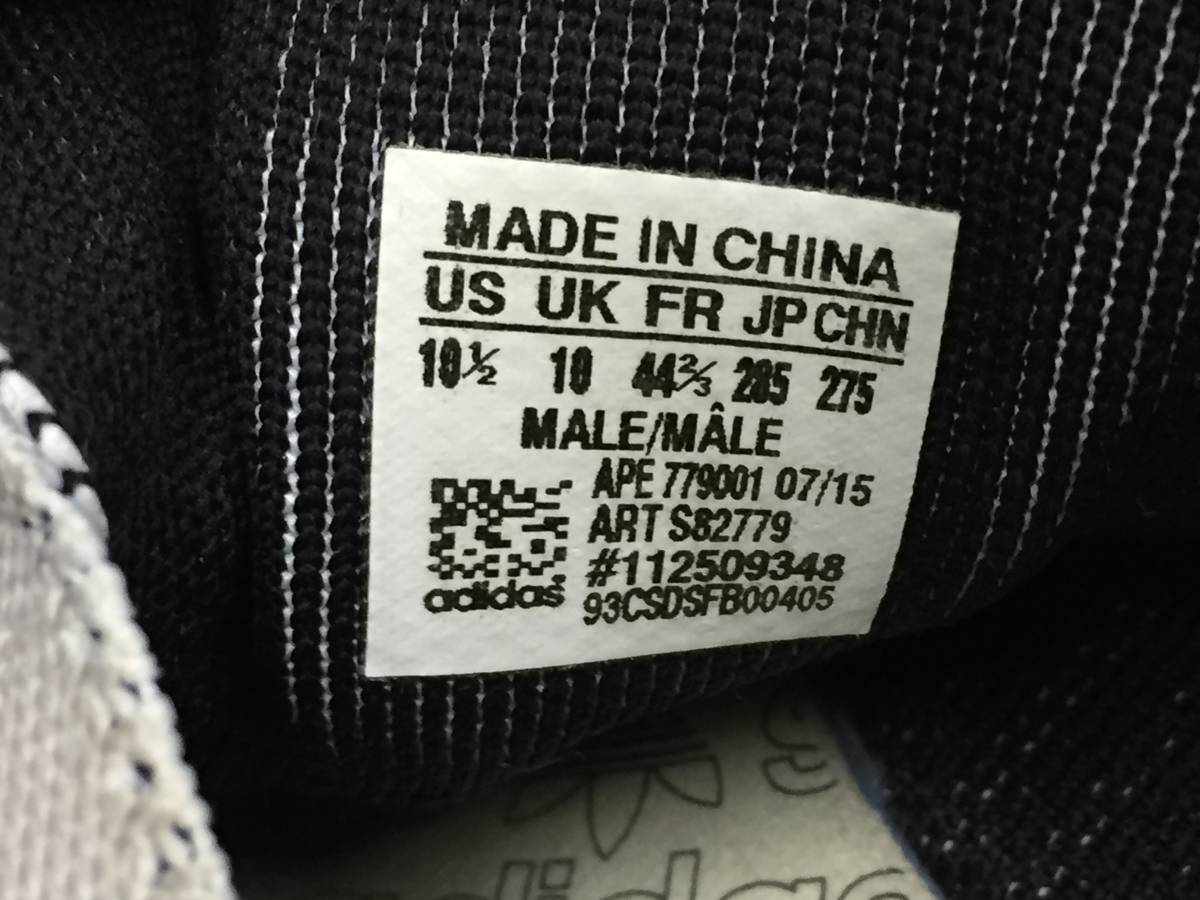 MADE IN CHINA
US UK FR JP CHN
10½ 10 44⅔ 285 275
MALE/MÂLE
APE 779001 07/15
ART S82779
#112509348
93CSDSFB00405
adidas
adidas